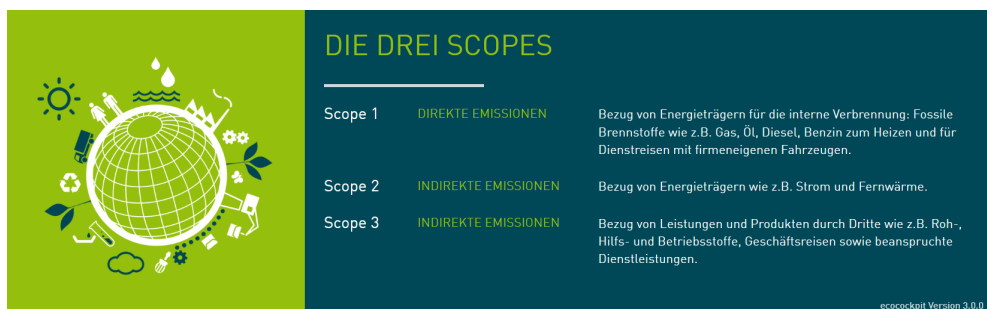 DIE DREI SCOPES
Scope 1 DIREKTE EMISSIONEN Bezug von Energieträgern für die interne Verbrennung: Fossile
Brennstoffe wie z.B. Gas, Öl, Diesel, Benzin zum Heizen und für
Dienstreisen mit firmeneigenen Fahrzeugen.
Scope 2 INDIREKTE EMISSIONEN Bezug von Energieträgern wie z.B. Strom und Fernwärme.
Scope 3 INDIREKTE EMISSIONEN Bezug von Leistungen und Produkten durch Dritte wie z.B. Roh-,
Hilfs- und Betriebsstoffe, Geschäftsreisen sowie beanspruchte
Dienstleistungen.
ecocockpit Version 3.0.0